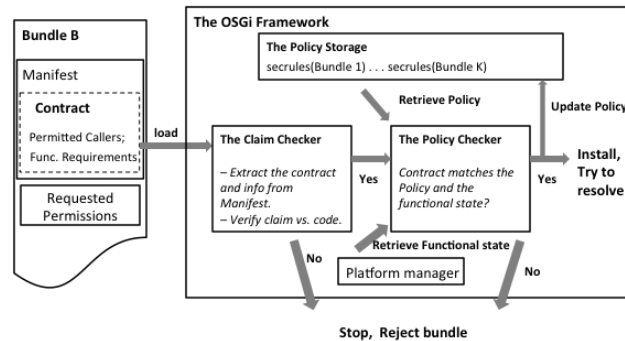 Bundle B
Manifest
Contract
Permitted Callers;
Func. Requirements
Requested
Permissions
load
The OSGi Framework
The Policy Storage
secrules(Bundle 1) . . . secrules(Bundle K)
Retrieve Policy
Update Policy
The Claim Checker
– Extract the contract
and info from
Manifest.
– Verify claim vs. code.
Yes
The Policy Checker
Contract matches the
Policy and the
functional state?
Yes
Install,
Try to
resolve
No
Retrieve Functional state
Platform manager
No
Stop, Reject bundle